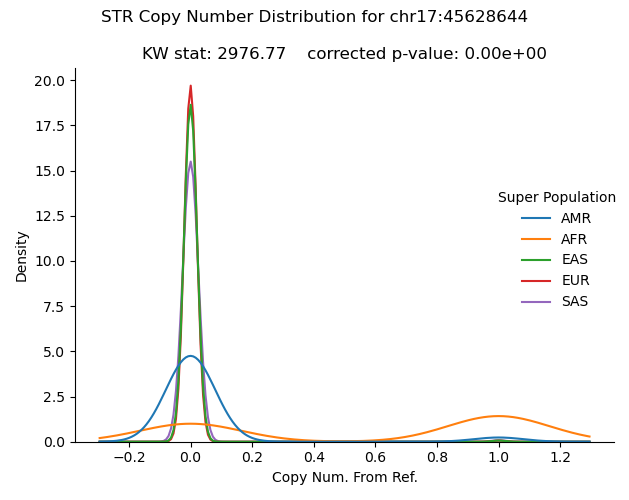 STR Copy Number Distribution for chr17:45628644
KW stat: 2976.77    corrected p-value: 0.00e+00
20.0
17.5
15.0
12.5
10.0
7.5
5.0
2.5
0.0
Density
−0.2
0.0
0.2
0.4
0.6
0.8
1.0
1.2
Copy Num. From Ref.
Super Population
AMR
AFR
EAS
EUR
SAS